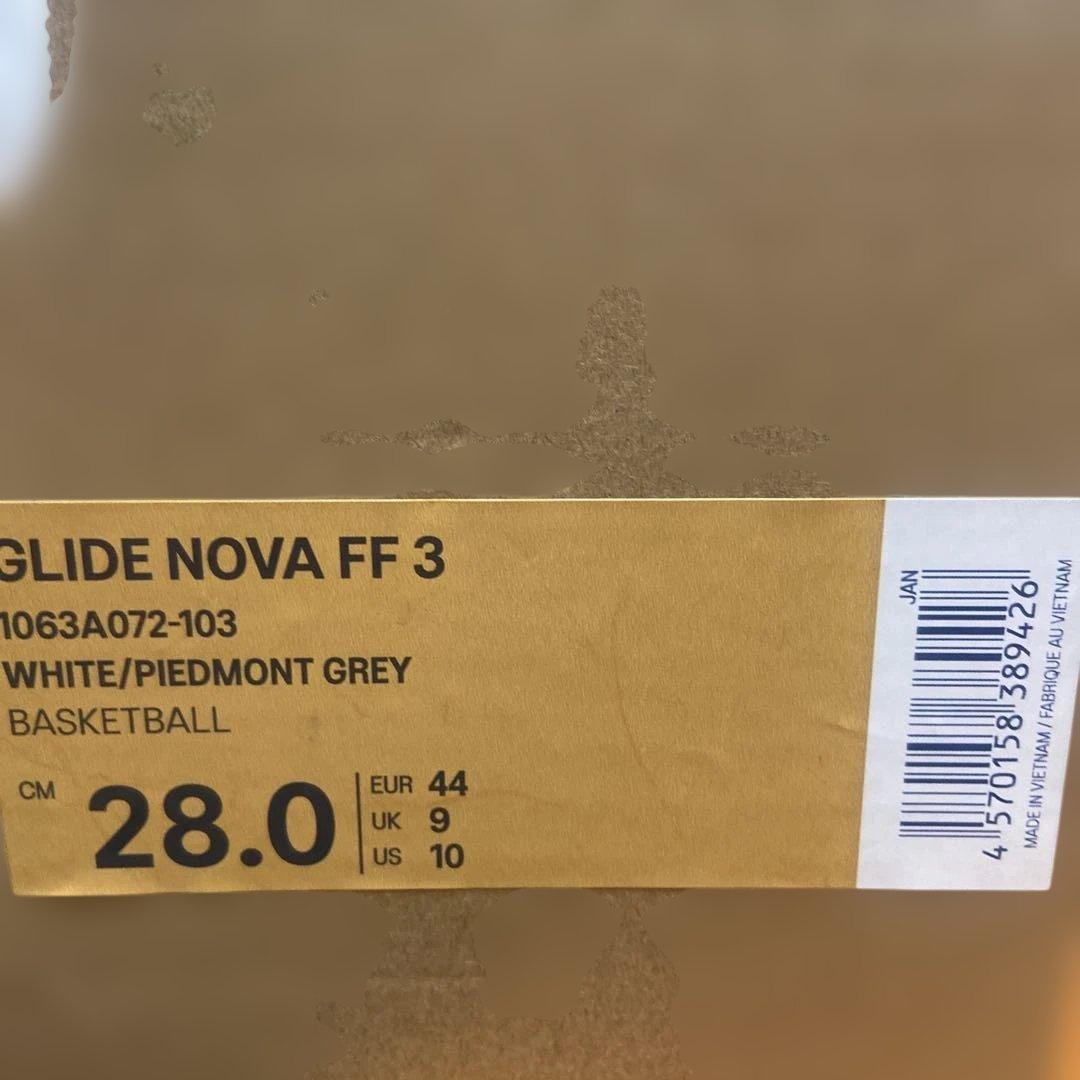 GLIDE NOVA FF 3
1063A072-103
WHITE/PIEDMONT GREY
BASKETBALL
CM 28.0
EUR 44
UK 9
US 10
JAN
4 570158 389426
MADE IN VIETNAM / FABRIQUE AU VIETNAM